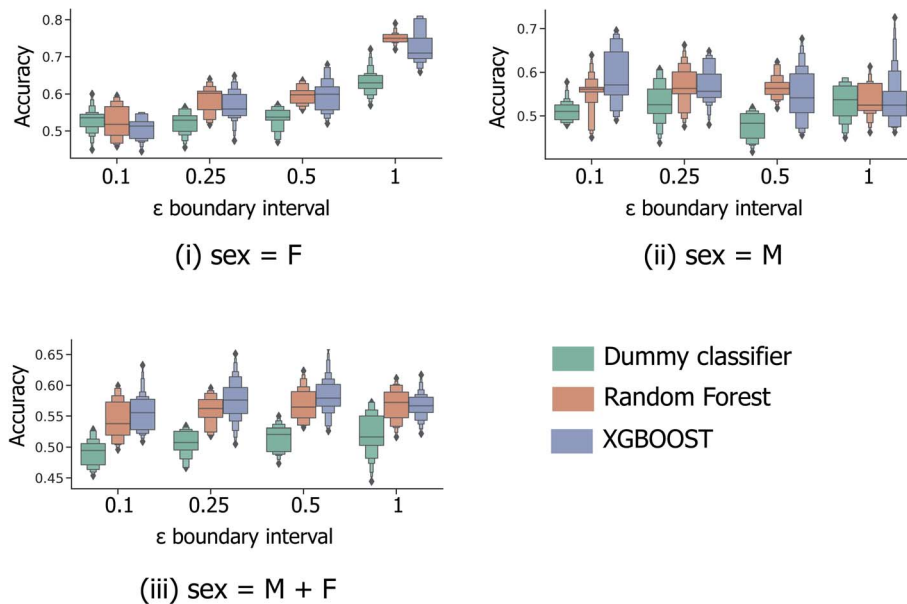 0.8
0.7
0.6
0.5
Accuracy
0.1 0.25 0.5 1
ε boundary interval
(i) sex = F
0.7
0.6
0.5
Accuracy
0.1 0.25 0.5 1
ε boundary interval
(ii) sex = M
0.65
0.60
0.55
0.50
0.45
Accuracy
0.1 0.25 0.5 1
ε boundary interval
(iii) sex = M + F
Dummy classifier
Random Forest
XGBOOST